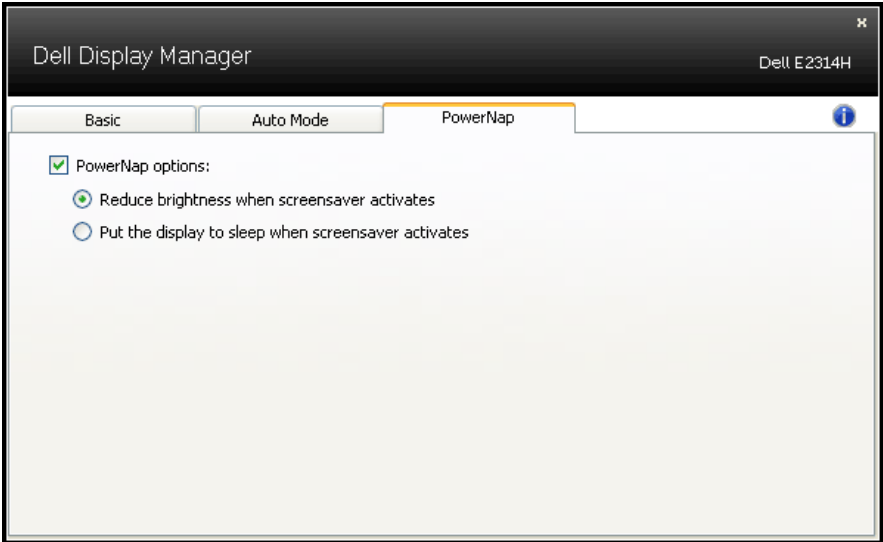 Dell Display Manager
Dell E2314H
Basic Auto Mode PowerNap
PowerNap options:
Reduce brightness when screensaver activates
Put the display to sleep when screensaver activates